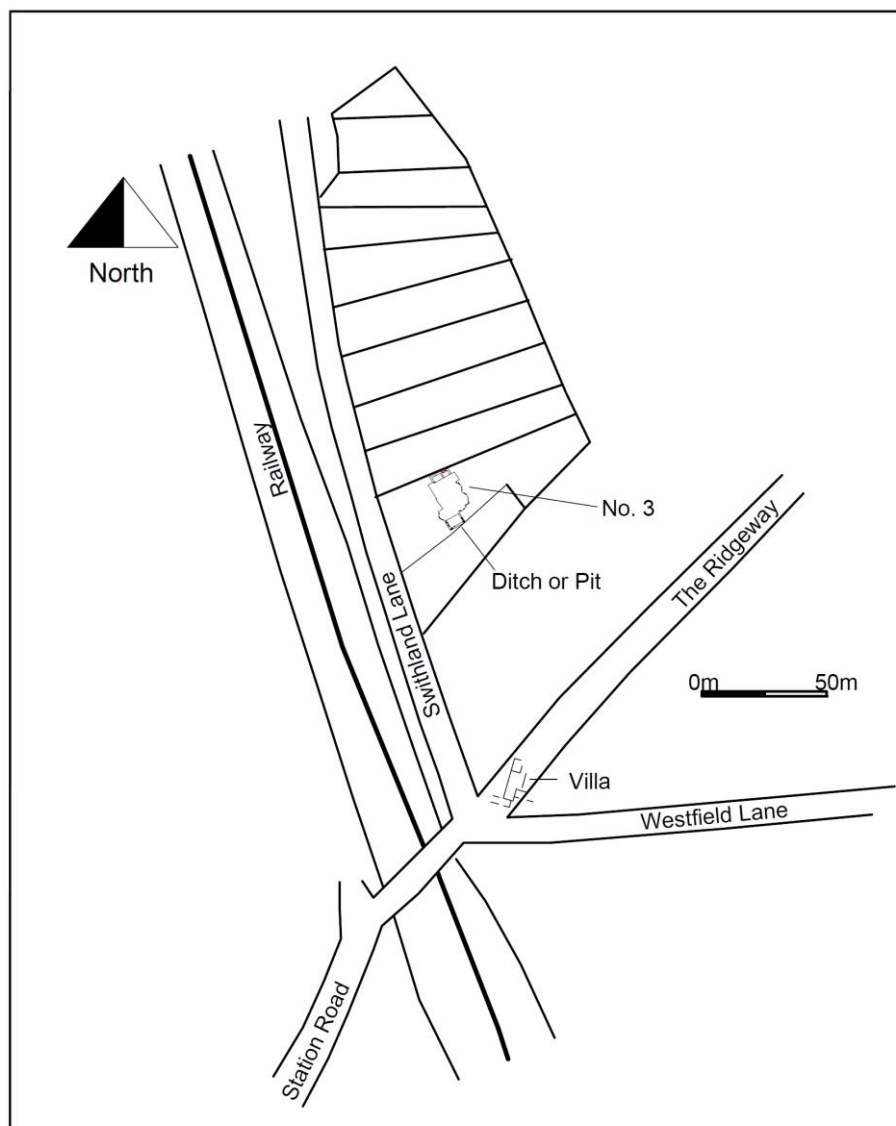 North
Railway
No. 3
Ditch or Pit
Swithland Lane
The Ridgeway
0m 50m
Villa
Westfield Lane
Station Road